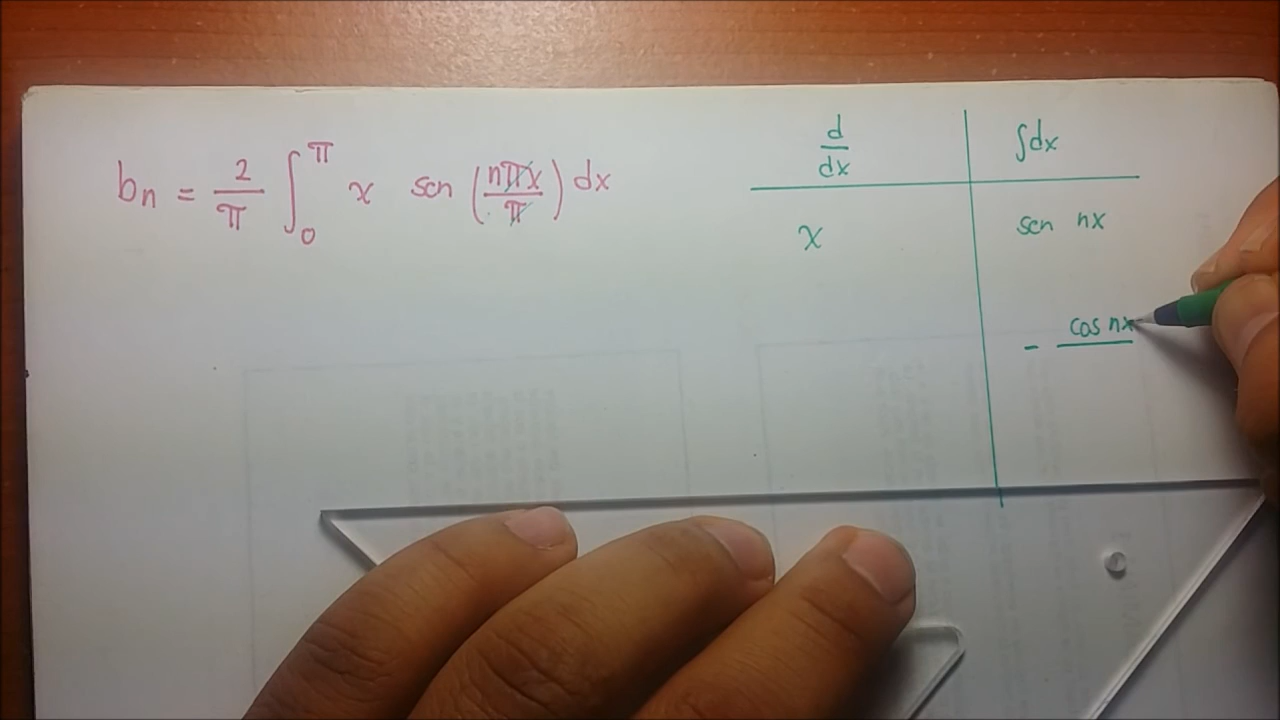 bn = 2/π ∫₀^π x sen (nπx/π) dx
d/dx ∫dx
x sen nx
- cos nx